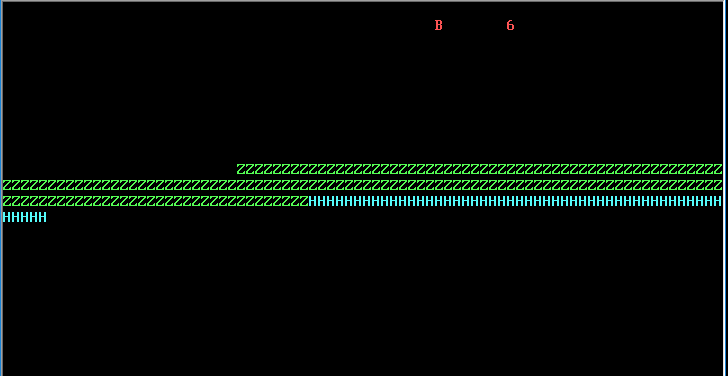 B 6
ZZZZZZZZZZZZZZZZZZZZZZZZZZZZZZZZZZZZZZZZZZZZZZZZZZZZZZ
ZZZZZZZZZZZZZZZZZZZZZZZZZZZZZZZZZZZZZZZZZZZZZZZZZZZZZZZZZZZZZZZZZZZZZZZZZZZZZZZZ
ZZZZZZZZZZZZZZZZZZZZZZZZZZZZZZZZZZHHHHHHHHHHHHHHHHHHHHHHHHHHHHHHHHHHHHHHHHHHHHHH
HHHHH